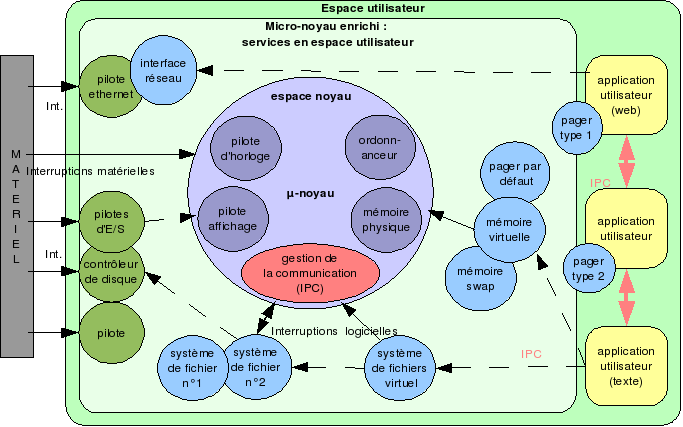 Espace utilisateur
Micro-noyau enrichi :
services en espace utilisateur
MATERIEL
Int.
pilote
ethernet
interface
réseau
application
utilisateur
(web)
pager
type 1
espace noyau
pilote
d'horloge
ordonn-
anceur
Interruptions matérielles
pager par
défaut
IPC
µ-noyau
pilotes
d'E/S
pilote
affichage
mémoire
physique
mémoire
virtuelle
application
utilisateur
Int.
contrôleur
de disque
gestion de
la communication
(IPC)
mémoire
swap
pager
type 2
pilote
Interruptions logicielles
système
de fichier
n°1
système
de fichier
n°2
système
de fichiers
virtuel
IPC
application
utilisateur
(texte)